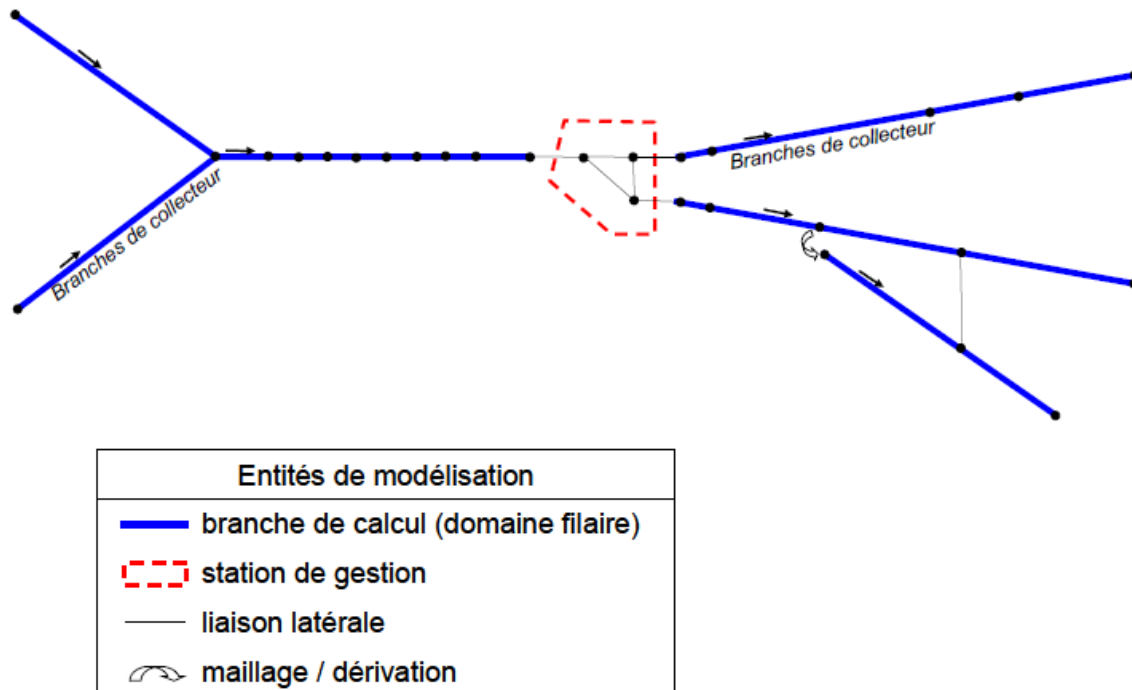 Branches de collecteur
Branches de collecteur
Entités de modélisation
branche de calcul (domaine filaire)
station de gestion
liaison latérale
maillage / dérivation